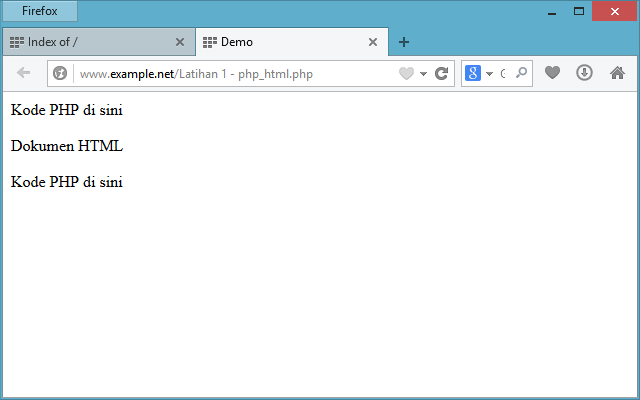 Firefox
Index of /
Demo
www.example.net/Latihan 1 - php_html.php
Kode PHP di sini
Dokumen HTML
Kode PHP di sini